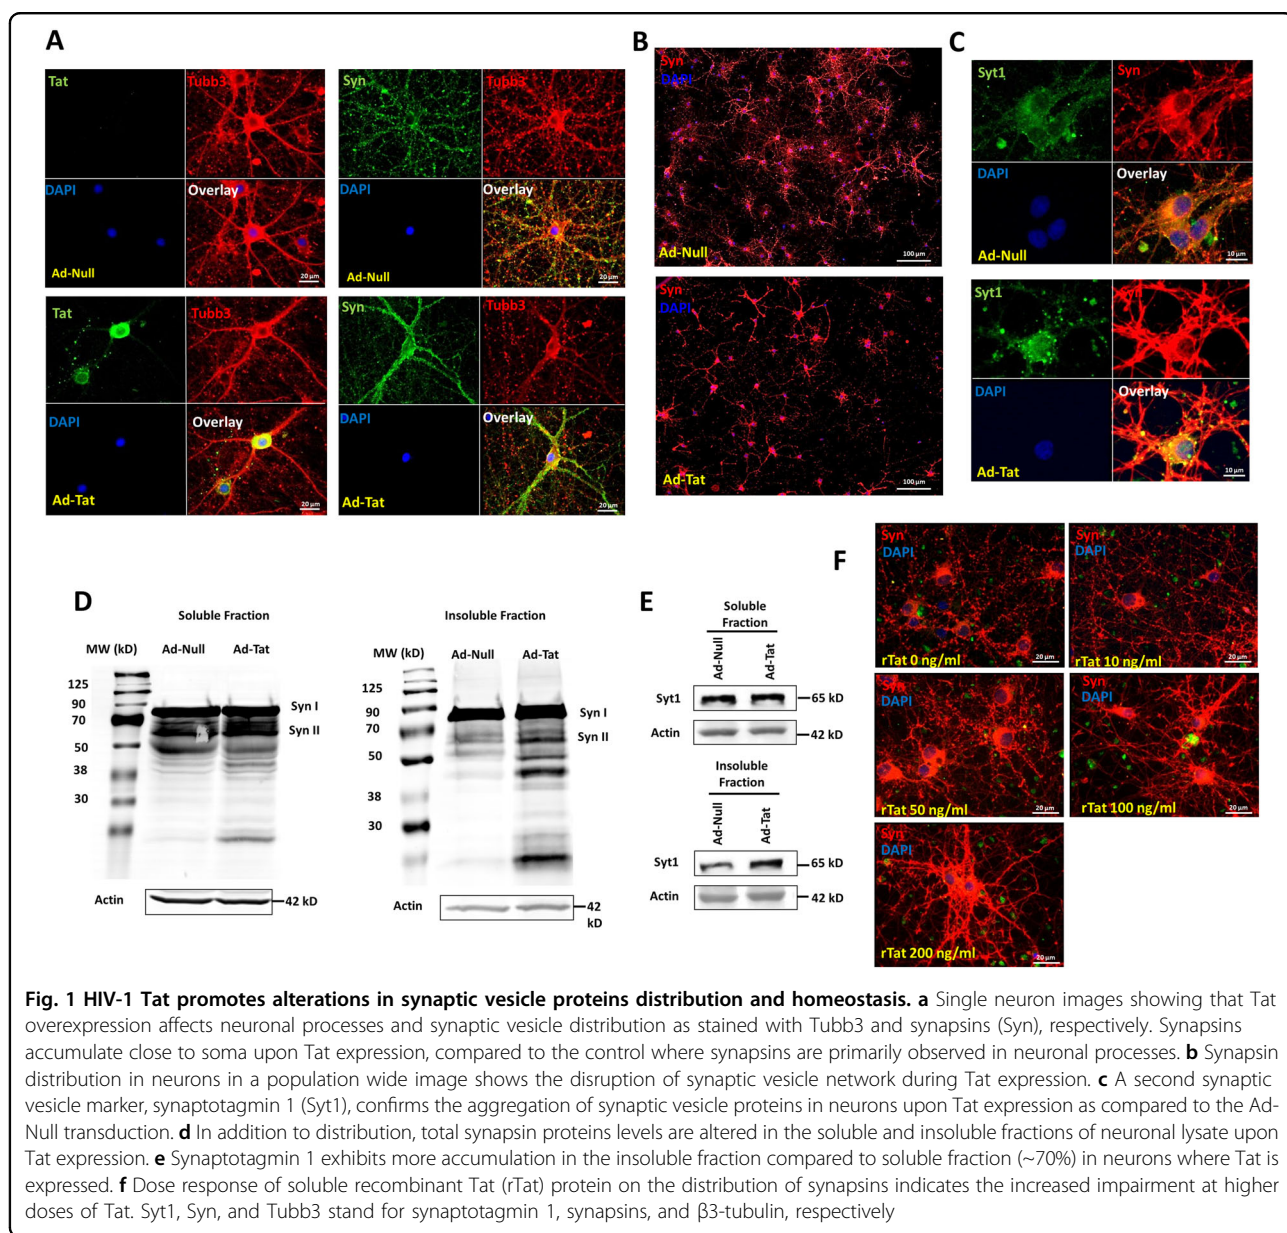 A
Tat
Tubb3
DAPI
Overlay
Ad-Null
20 µm
Syn
Tubb3
DAPI
Overlay
Ad-Null
20 µm
Tat
Tubb3
DAPI
Overlay
Ad-Tat
20 µm
Syn
Tubb3
DAPI
Overlay
Ad-Tat
20 µm
B
Syn
DAPI
Ad-Null
100 µm
Syn
DAPI
Ad-Tat
100 µm
C
Syt1
Syn
DAPI
Overlay
Ad-Null
10 µm
Syt1
DAPI
Overlay
Ad-Tat
10 µm
D
Soluble Fraction
MW (kD)
Ad-Null
Ad-Tat
125
90
70
50
38
30
Syn I
Syn II
Actin
42 kD
Insoluble Fraction
MW (kD)
Ad-Null
Ad-Tat
125
90
70
50
38
30
Syn I
Syn II
Actin
42
kD
E
Soluble
Fraction
Ad-Null
Ad-Tat
Syt1
65 kD
Actin
42 kD
Insoluble
Fraction
Ad-Null
Ad-Tat
Syt1
65 kD
Actin
42 kD
F
Syn
DAPI
rTat 0 ng/ml
20 µm
Syn
DAPI
rTat 10 ng/ml
20 µm
Syn
DAPI
rTat 50 ng/ml
20 µm
Syn
DAPI
rTat 100 ng/ml
20 µm
Syn
DAPI
rTat 200 ng/ml
20 µm
Fig. 1 HIV-1 Tat promotes alterations in synaptic vesicle proteins distribution and homeostasis. a Single neuron images showing that Tat
overexpression affects neuronal processes and synaptic vesicle distribution as stained with Tubb3 and synapsins (Syn), respectively. Synapsins
accumulate close to soma upon Tat expression, compared to the control where synapsins are primarily observed in neuronal processes. b Synapsin
distribution in neurons in a population wide image shows the disruption of synaptic vesicle network during Tat expression. c A second synaptic
vesicle marker, synaptotagmin 1 (Syt1), confirms the aggregation of synaptic vesicle proteins in neurons upon Tat expression as compared to the Ad-
Null transduction. d In addition to distribution, total synapsin proteins levels are altered in the soluble and insoluble fractions of neuronal lysate upon
Tat expression. e Synaptotagmin 1 exhibits more accumulation in the insoluble fraction compared to soluble fraction (~70%) in neurons where Tat is
expressed. f Dose response of soluble recombinant Tat (rTat) protein on the distribution of synapsins indicates the increased impairment at higher
doses of Tat. Syt1, Syn, and Tubb3 stand for synaptotagmin 1, synapsins, and β3-tubulin, respectively